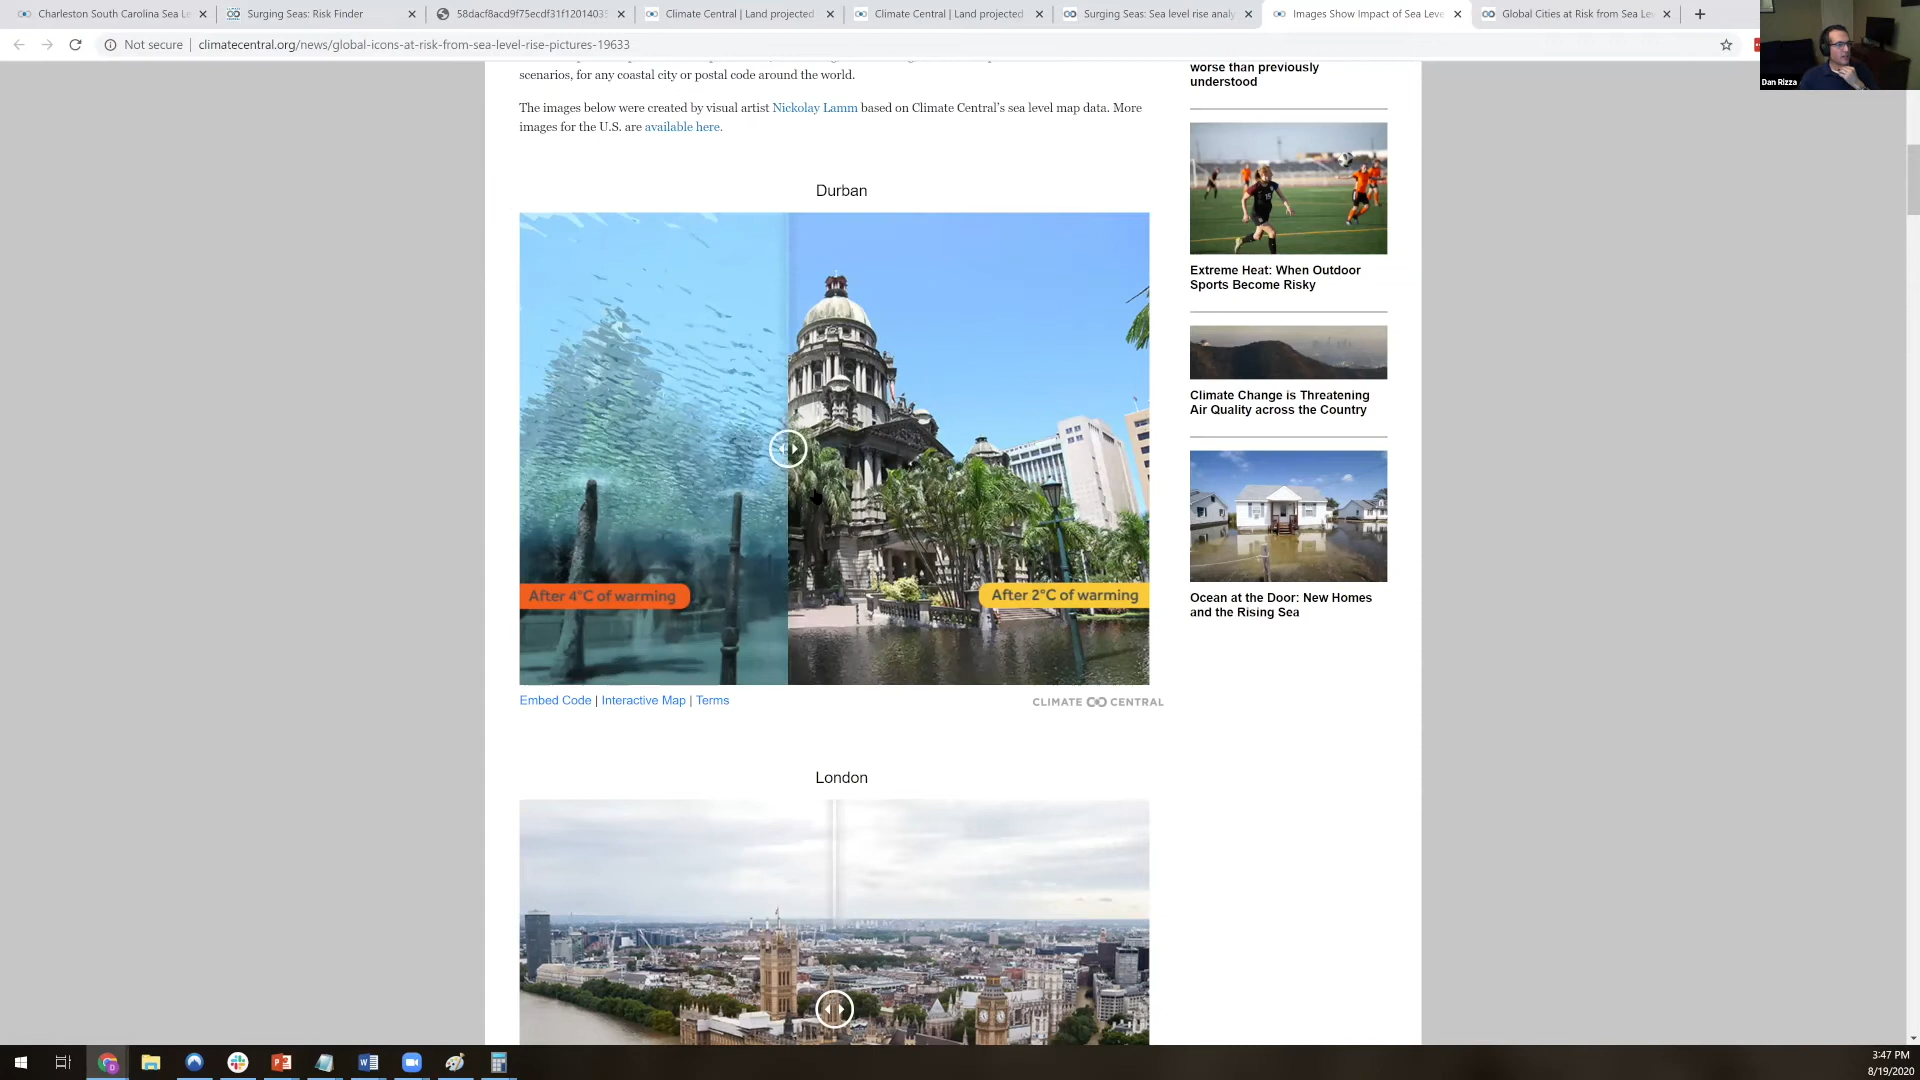 Charleston South Carolina Sea Le
Surging Seas: Risk Finder
58dacf8acd9f75ecdf31f12014035
Climate Central | Land projected
Climate Central | Land projected
Surging Seas: Sea level rise analy
Images Show Impact of Sea Leve
Global Cities at Risk from Sea Le
Not secure
climatecentral.org/news/global-icons-at-risk-from-sea-level-rise-pictures-19633
Dan Rizza
scenarios, for any coastal city or postal code around the world.
The images below were created by visual artist Nickolay Lamm based on Climate Central's sea level map data. More
images for the U.S. are available here.
Durban
After 4°C of warming
After 2°C of warming
Embed Code | Interactive Map | Terms
CLIMATE CENTRAL
London
worse than previously
understood
Extreme Heat: When Outdoor
Sports Become Risky
Climate Change is Threatening
Air Quality across the Country
Ocean at the Door: New Homes
and the Rising Sea
3:47 PM
8/19/2020